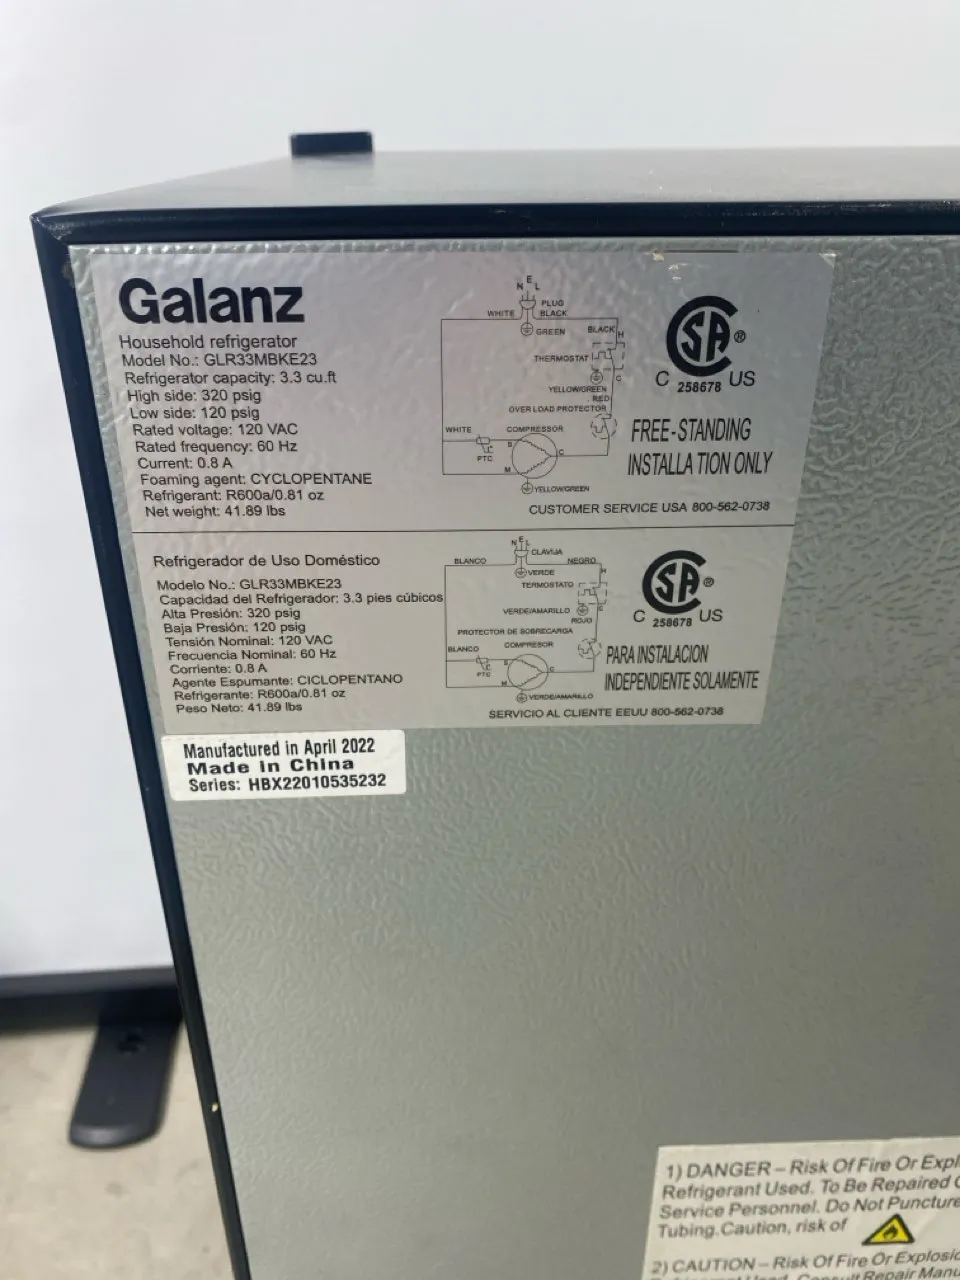 Galanz
Household refrigerator
Model No.: GLR33MBKE23
Refrigerator capacity: 3.3 cu.ft
High side: 320 psig
Low side: 120 psig
Rated voltage: 120 VAC
Rated frequency: 60 Hz
Current: 0.8 A
Foaming agent: CYCLOPENTANE
Refrigerant: R600a/0.81 oz
Net weight: 41.89 lbs
N E L
PLUG
WHITE BLACK
GREEN BLACK H
THERMOSTAT
C
YELLOW/GREEN
RED
OVER LOAD PROTECTOR
WHITE COMPRESSOR
S
PTC C
M
YELLOW/GREEN
SA ®
C 258678 US
FREE-STANDING
INSTALLATION ONLY
CUSTOMER SERVICE USA 800-562-0738
Refrigerador de Uso Doméstico
Modelo No.: GLR33MBKE23
Capacidad del Refrigerador: 3.3 pies cúbicos
Alta Presión: 320 psig
Baja Presión: 120 psig
Tensión Nominal: 120 VAC
Frecuencia Nominal: 60 Hz
Corriente: 0.8 A
Agente Espumante: CICLOPENTANO
Refrigerante: R600a/0.81 oz
Peso Neto: 41.89 lbs
N E L
CLAVIJA
BLANCO NEGRO
VERDE H
TERMOSTATO
VERDE/AMARILLO
ROJO
PROTECTOR DE SOBRECARGA
BLANCO COMPRESOR
S
PTC C
M
VERDE/AMARILLO
SA ®
C 258678 US
PARA INSTALACION
INDEPENDIENTE SOLAMENTE
SERVICIO AL CLIENTE EEUU 800-562-0738
Manufactured in April 2022
Made in China
Series: HBX22010535232
1) DANGER – Risk Of Fire Or
Refrigerant Used. To Be Repaired
Service Personnel. Do Not Puncture
Tubing.Caution, risk of
2) CAUTION – Risk Of Fire Or
Repair